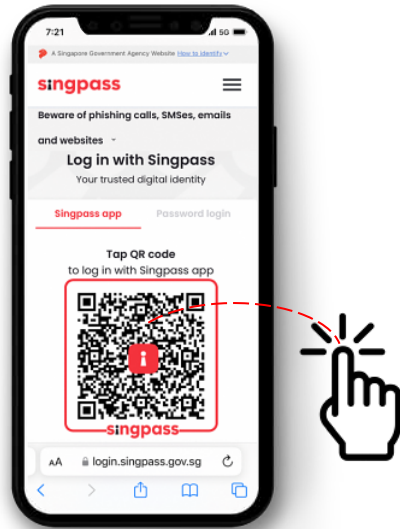 7:21
5G
A Singapore Government Agency Website How to identify
singpass
Beware of phishing calls, SMSes, emails
and websites
Log in with Singpass
Your trusted digital identity
Singpass app Password login
Tap QR code
to log in with Singpass app
singpass
AA login.singpass.gov.sg